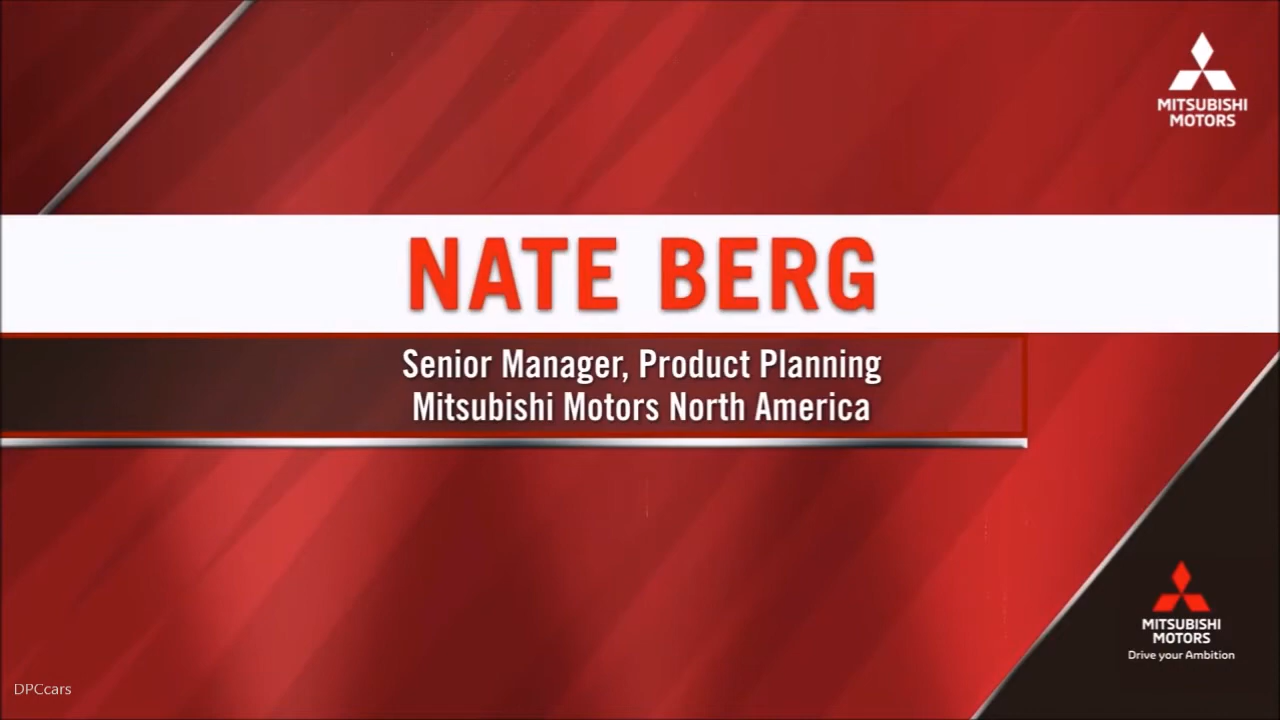 MITSUBISHI
MOTORS
NATE BERG
Senior Manager, Product Planning
Mitsubishi Motors North America
MITSUBISHI
MOTORS
Drive your Ambition
DPCcars